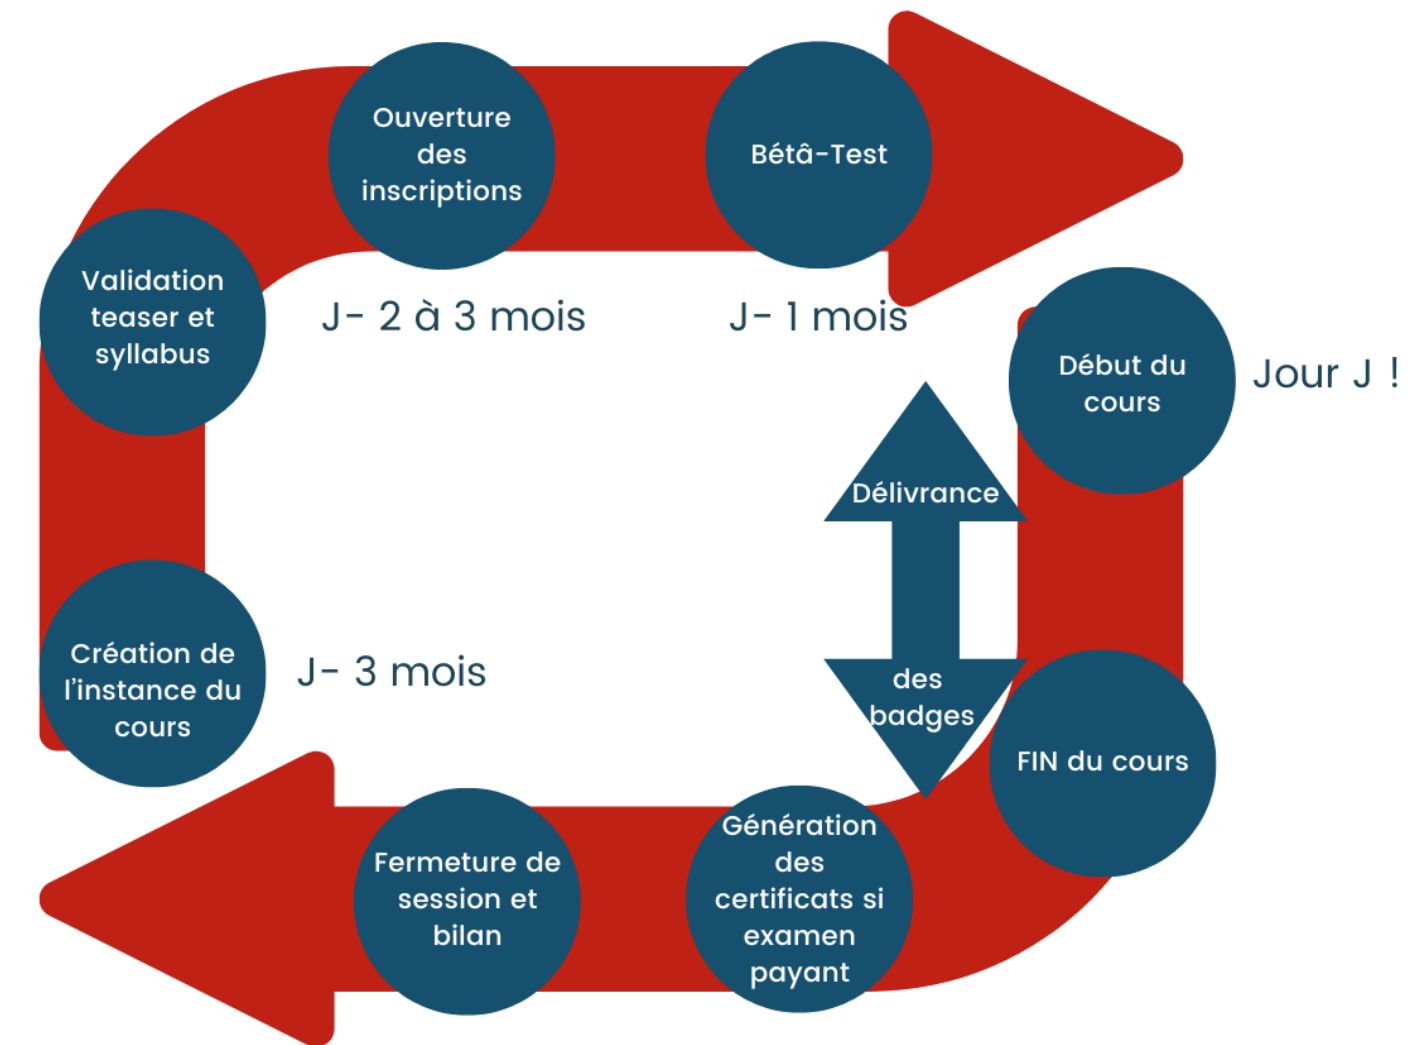 Ouverture
des
inscriptions
Bétâ-Test
Validation
teaser et
syllabus
J- 2 à 3 mois
J- 1 mois
Début du
cours
Jour J !
Délivrance
des
badges
Création de
l'instance du
cours
J- 3 mois
FIN du cours
Génération
des
certificats si
examen
payant
Fermeture de
session et
bilan